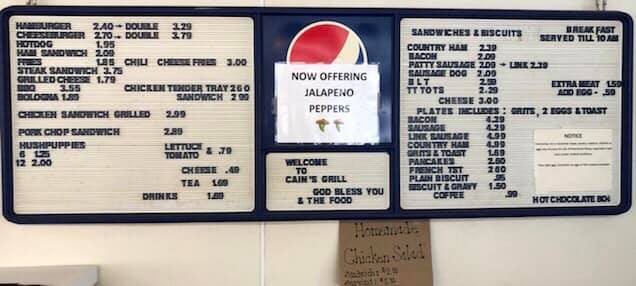 HAMBURGER 2.40 - DOUBLE 3.29
CHEESEBURGER 2.70 - DOUBLE 3.79
HOTDOG 1.95
HAM SANDWICH 2.09
FRIES 1.85 CHILI CHEESE FRIES 3.00
STEAK SANDWICH 3.75
GRILLED CHEESE 1.79
BBQ 3.55 CHICKEN TENDER TRAY 260
BOLOGNA 1.89 SANDWICH 2 99
CHICKEN SANDWICH GRILLED 2.99
PORK CHOP SANDWICH 2.89
HUSHPUPPIES
6 1.25
12 2.00
LETTUCE
TOMATO & .79
CHEESE .49
TEA 1.69
DRINKS 1.89
NOW OFFERING
JALAPENO
PEPPERS
WELCOME
TO
CAIN'S GRILL
GOD BLESS YOU
& THE FOOD
SANDWICHES & BISCUITS
BREAKFAST
SERVED TILL 10 AM
COUNTRY HAM 2.39
BACON 2.09
PATTY SAUSAGE 2.09 - LINK 2.39
SAUSAGE DOG 2.09
B L T 2.59
TT TOTS 2.29
CHEESE 3.00
EXTRA MEAT 1.59
ADD EGG - .59
PLATES INCLUDES : GRITS, 2 EGGS & TOAST
BACON 4.29
SAUSAGE 4.29
LINK SAUSAGE 4.99
COUNTRY HAM 4.99
GRITS & TOAST 1.89
PANCAKES 2.80
FRENCH TST 2.60
PLAIN BISCUIT .95
BISCUIT & GRAVY 1.50
COFFEE .99
NOTICE
HOT CHOCOLATE 80¢
Homemade
Chicken Salad